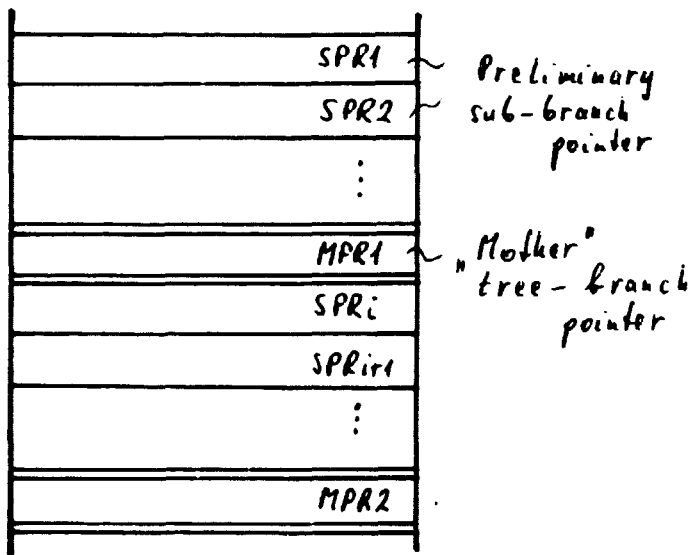 SPR1
Preliminary
SPR2
sub-branch
pointer
⋮
MPR1
"Mother"
tree-branch
pointer
SPRi
SPRi+1
⋮
MPR2